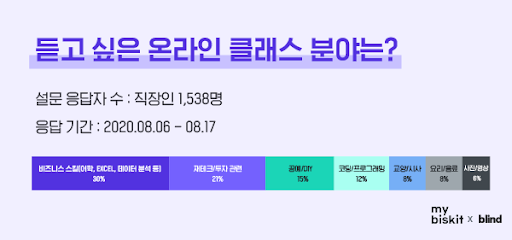 듣고 싶은 온라인 클래스 분야는?
설문 응답자 수 : 직장인 1,538명
응답 기간 : 2020.08.06 - 08.17
비즈니스 스킬(어학, EXCEL, 데이터 분석 등)
30%
재테크/투자 관련
21%
공예/DIY
15%
코딩/프로그래밍
12%
교양/시사
8%
요리/음료
8%
사진/영상
6%
my
biskit x blind